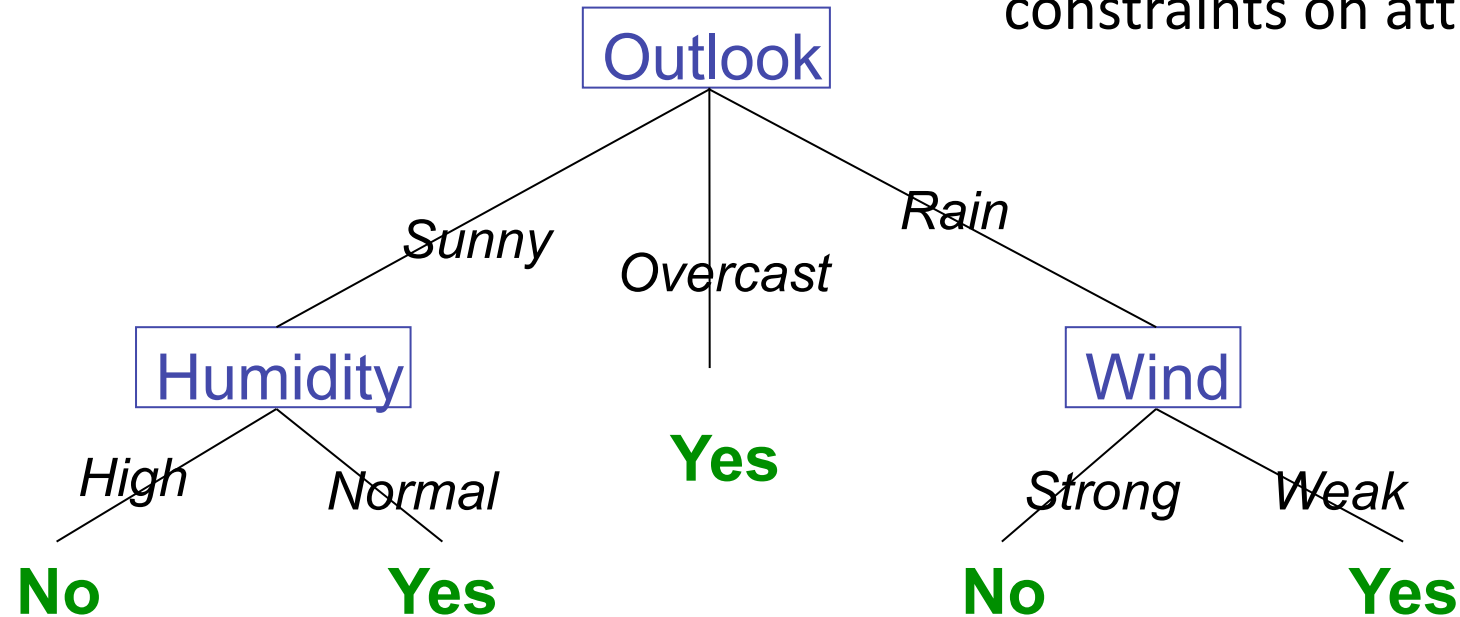 constraints on att
Outlook
Sunny
Overcast
Rain
Humidity
Wind
High
Normal
Yes
Strong
Weak
No
Yes
No
Yes